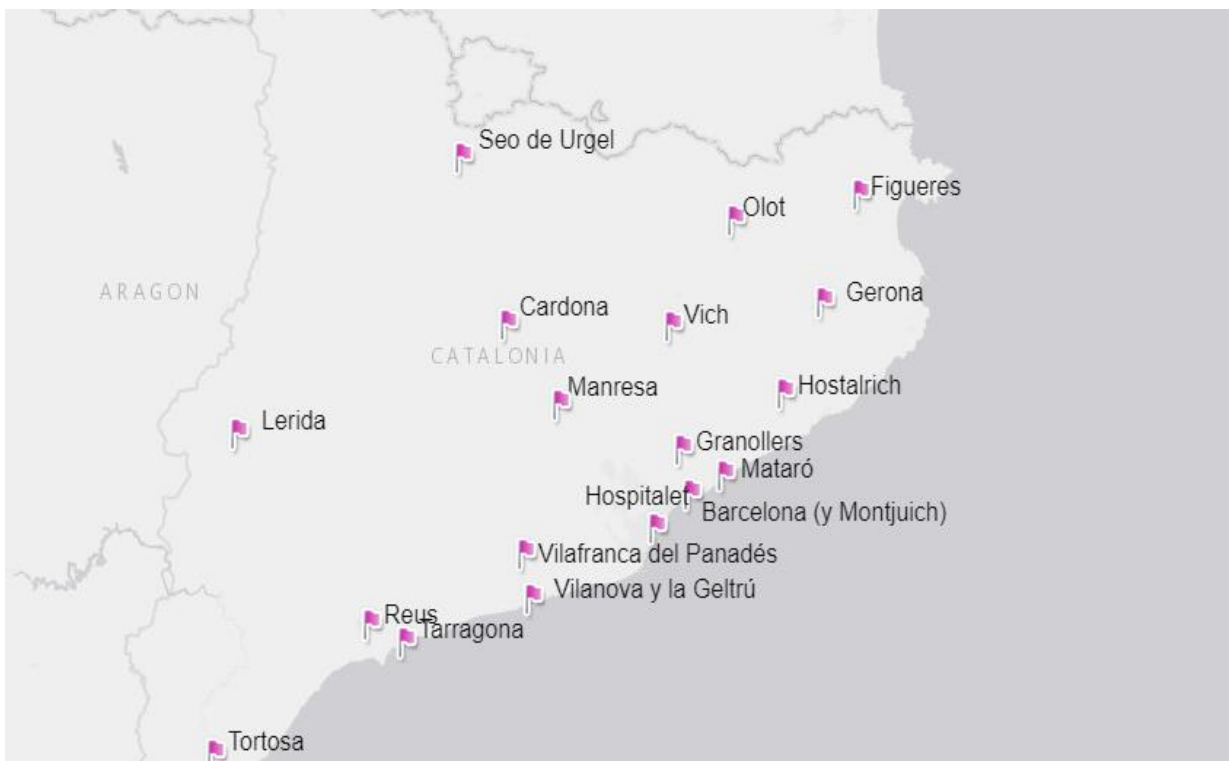 Seo de Urgel
Figueres
Olot
ARAGON
Gerona
Cardona
Vich
CATALONIA
Manresa
Hostalrich
Lerida
Granollers
Mataró
Hospitalet
Barcelona (y Montjuich)
Vilafranca del Panadés
Vilanova y la Geltrú
Reus
Tarragona
Tortosa